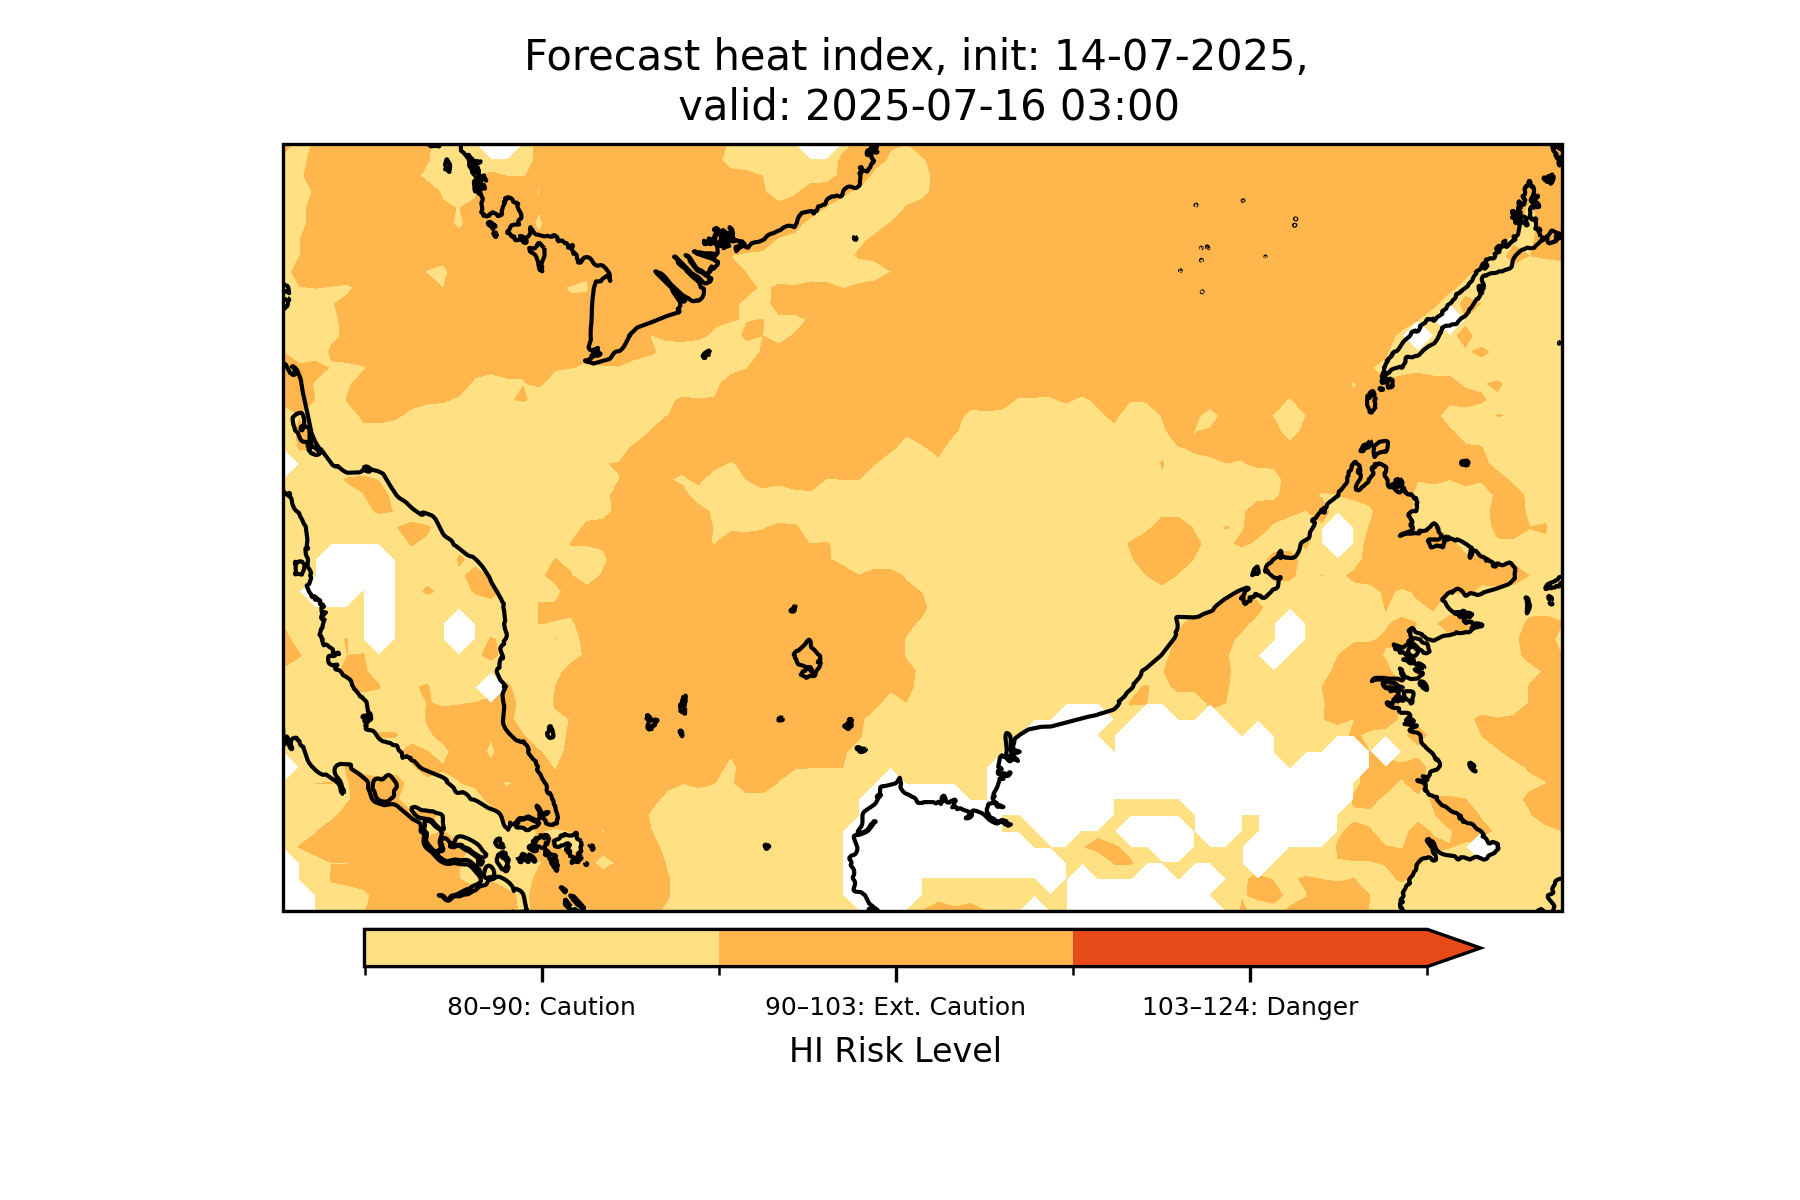 Forecast heat index, init: 14-07-2025,
valid: 2025-07-16 03:00
80–90: Caution
90–103: Ext. Caution
103–124: Danger
HI Risk Level